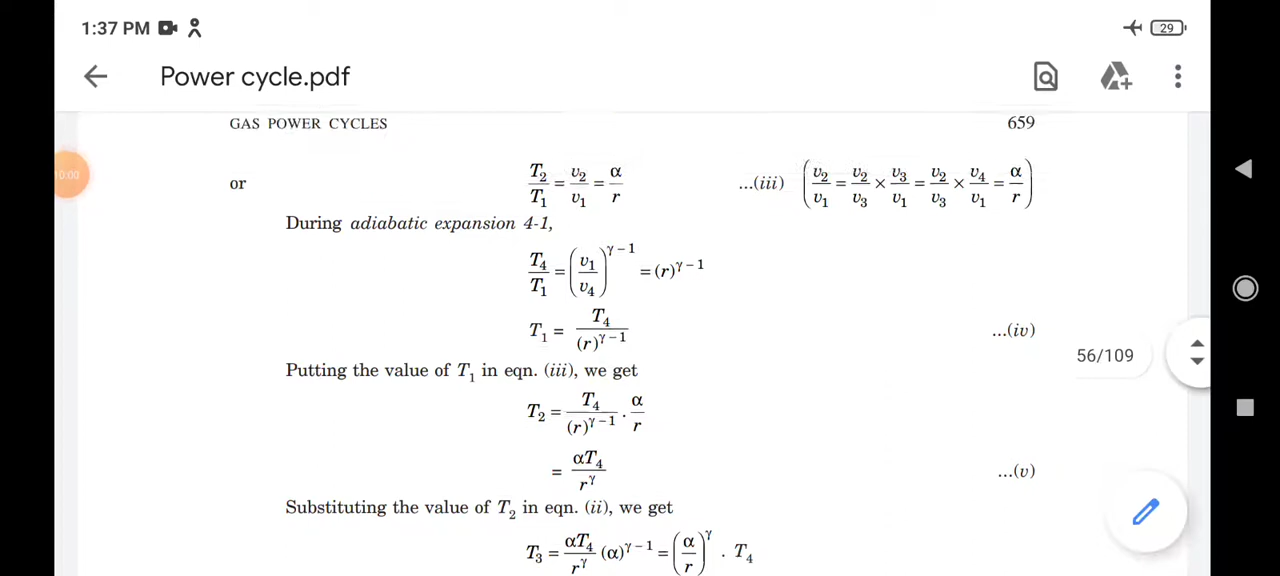 1:37 PM 29
Power cycle.pdf
GAS POWER CYCLES 659
10:00
or T₂/T₁ = v₂/v₁ = α/r ...(iii) (v₂/v₁ = v₂/v₃ × v₃/v₁ = v₂/v₃ × v₄/v₁ = α/r)
During adiabatic expansion 4-1,
T₄/T₁ = (v₁/v₄)^(γ – 1) = (r)^(γ – 1)
T₁ = T₄/(r)^(γ – 1) ...(iv)
56/109
Putting the value of T₁ in eqn. (iii), we get
T₂ = T₄/(r)^(γ – 1) . α/r
= αT₄/r^γ ...(v)
Substituting the value of T₂ in eqn. (ii), we get
T₃ = αT₄/r^γ (α)^(γ – 1) = (α/r)^γ . T₄